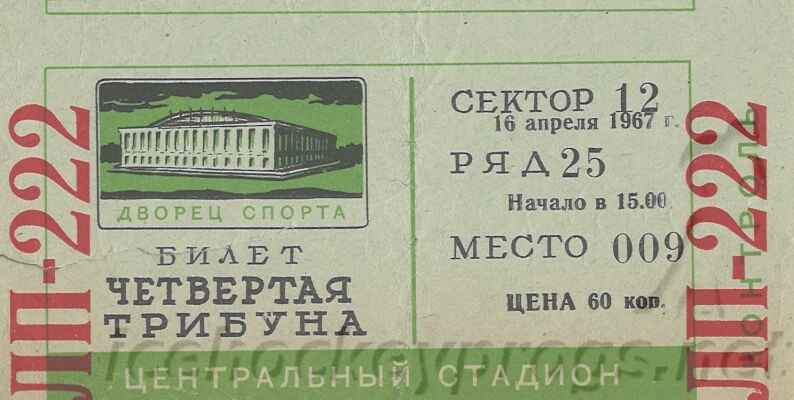 ЛП-222
ДВОРЕЦ СПОРТА
БИЛЕТ
ЧЕТВЕРТАЯ
ТРИБУНА
СЕКТОР 12
16 апреля 1967 г.
РЯД 25
Начало в 15.00
МЕСТО 009
ЦЕНА 60 коп.
ЛП-222
КОНТРОЛЬ
ЦЕНТРАЛЬНЫЙ СТАДИОН
icehockeyprogs.net